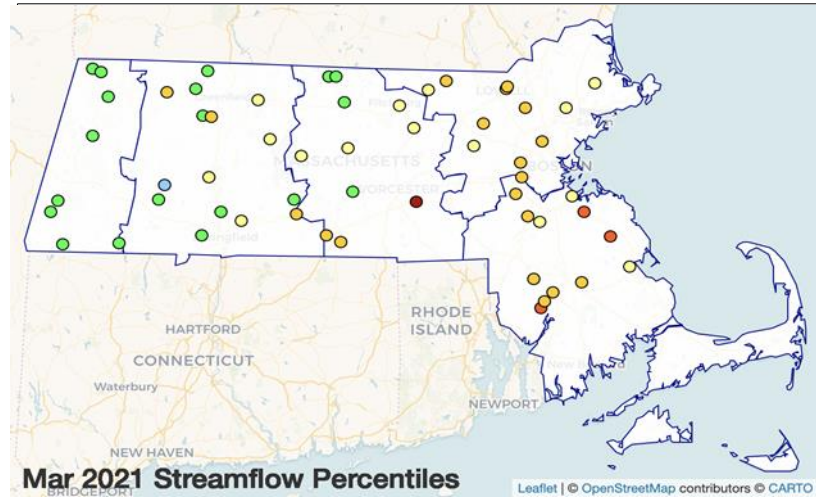 LOWELL
MASSACHUSETTS
WORCESTER
BOSTON
RHODE
ISLAND
HARTFORD
CONNECTICUT
Waterbury
NEWPORT
NEW HAVEN
Mar 2021 Streamflow Percentiles
BRIDGEPORT
Leaflet | © OpenStreetMap contributors © CARTO